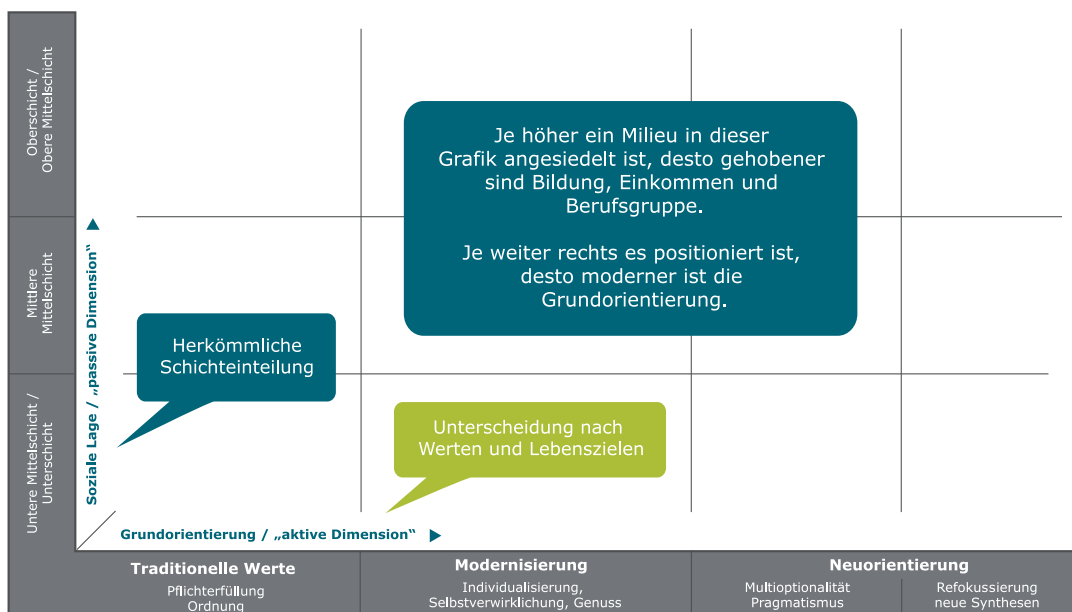 Oberschicht /
Obere Mittelschicht
Mittlere
Mittelschicht
Untere Mittelschicht /
Unterschicht
Soziale Lage / „passive Dimension“
Je höher ein Milieu in dieser
Grafik angesiedelt ist, desto gehobener
sind Bildung, Einkommen und
Berufsgruppe.
Je weiter rechts es positioniert ist,
desto moderner ist die
Grundorientierung.
Herkömmliche
Schichteinteilung
Unterscheidung nach
Werten und Lebenszielen
Grundorientierung / „aktive Dimension“
Traditionelle Werte
Pflichterfüllung
Ordnung
Modernisierung
Individualisierung,
Selbstverwirklichung, Genuss
Neuorientierung
Multioptionalität
Pragmatismus
Refokussierung
neue Synthesen